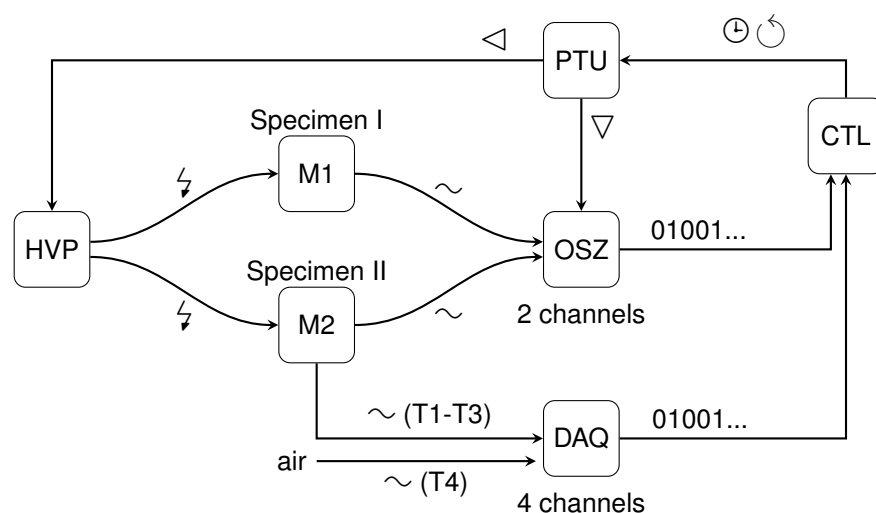 PTU
CTL
Specimen I
M1
HVP
OSZ
01001...
2 channels
Specimen II
M2
(T1-T3)
DAQ
01001...
air
(T4)
4 channels